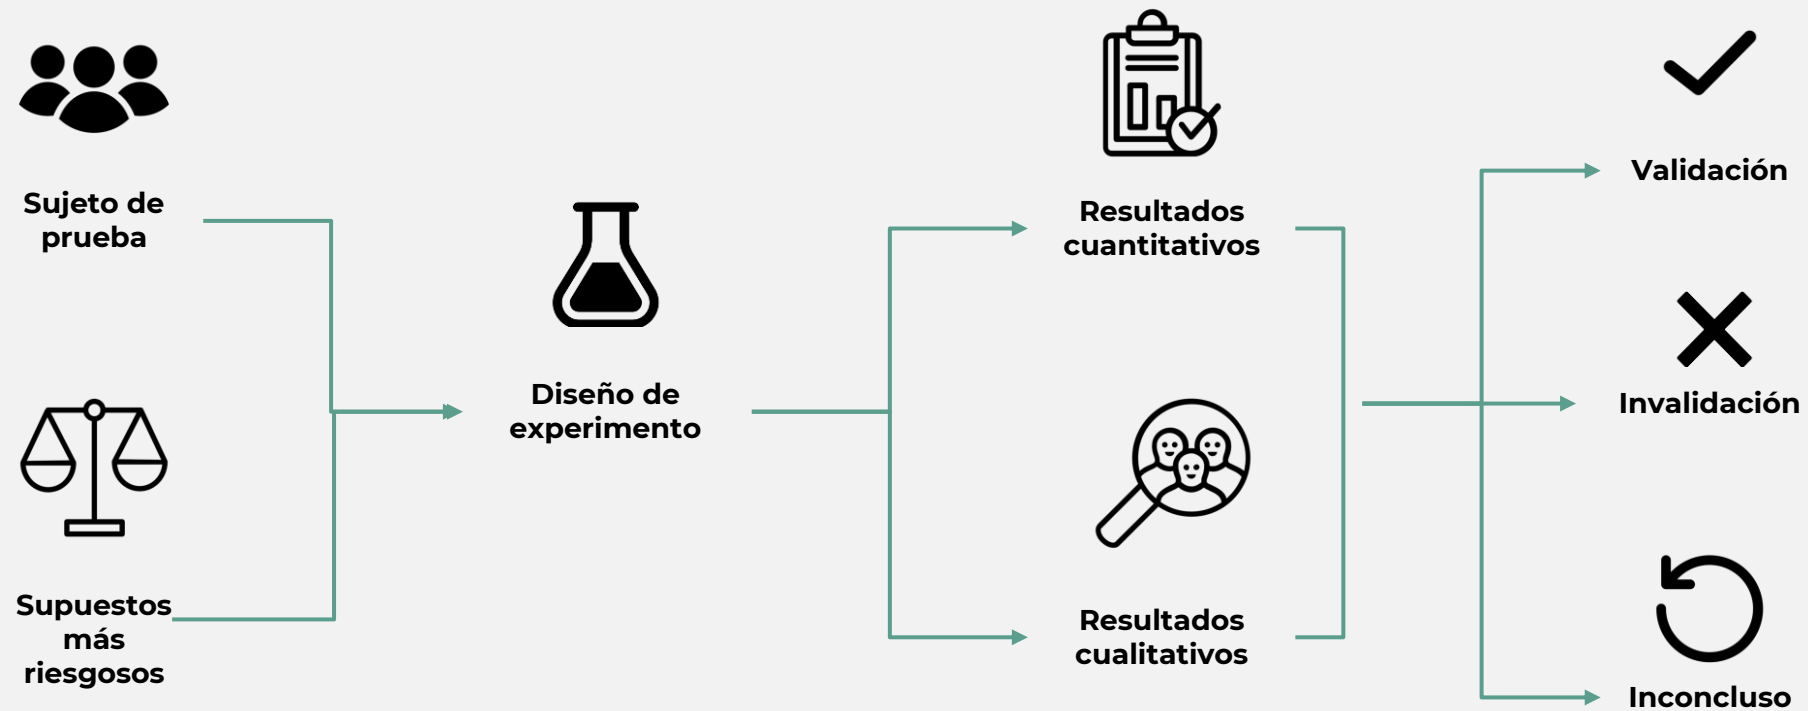 Sujeto de
prueba
Supuestos
más
riesgosos
Diseño de
experimento
Resultados
cuantitativos
Resultados
cualitativos
Validación
Invalidación
Inconcluso